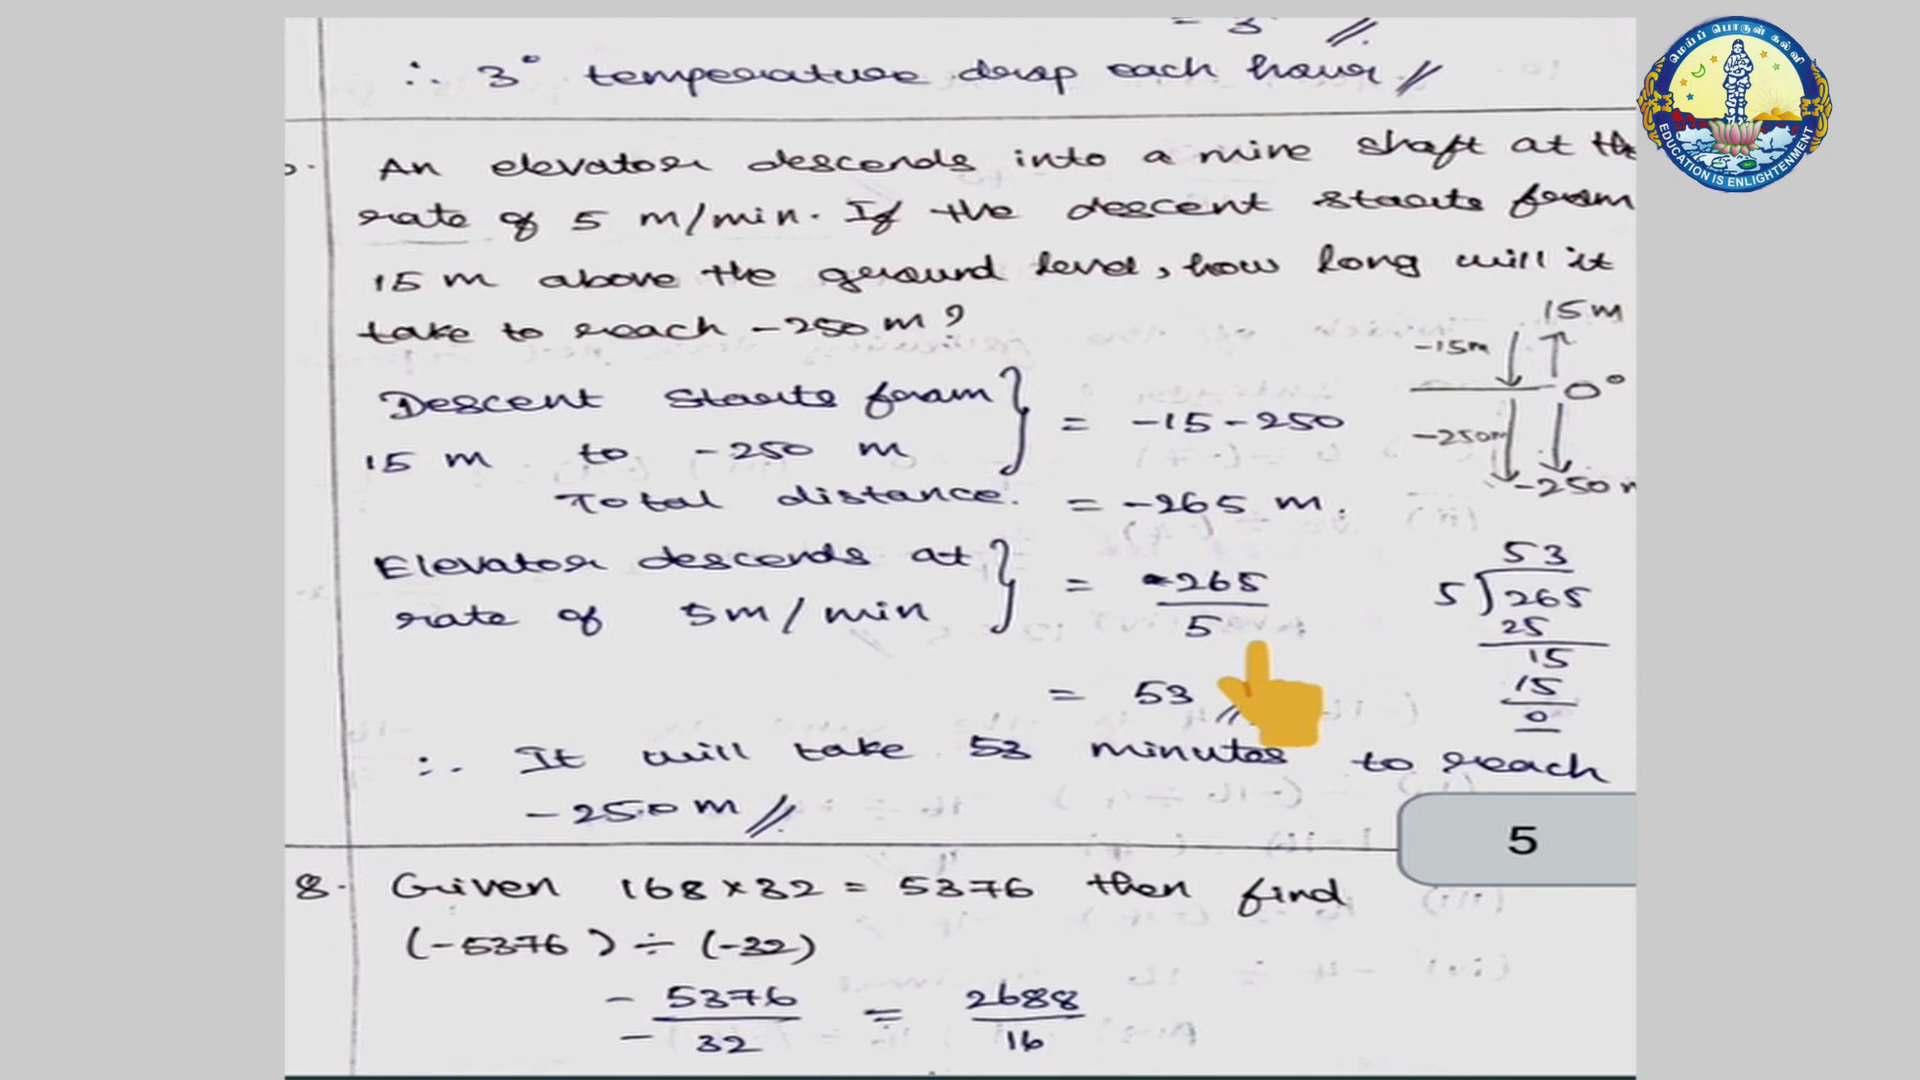 = 3°
∴ 3° temperature drop each hour
An elevator descends into a mine shaft at the
rate of 5 m/min. If the descent starts from
15 m above the ground level, how long will it
take to reach -250 m?
15 m
-15m
0°
-250m
-250 m
Descent starts from
15 m to -250 m
= -15-250
Total distance. = -265 m.
Elevator descends at
rate of 5m/min
= -265
5
= 53
53
5) 265
25
15
15
0
∴ It will take 53 minutes to reach
-250 m
5
8. Given 168 x 32 = 5376 then find
(-5376) ÷ (-32)
- 5376 = 2688
- 32 16
மெய்ப் பொருள் கல்வி
EDUCATION IS ENLIGHTENMENT